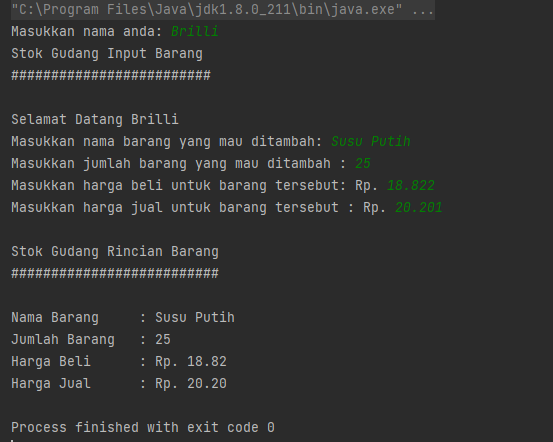 "C:\Program Files\Java\jdk1.8.0_211\bin\java.exe" ...
Masukkan nama anda: Brilli
Stok Gudang Input Barang
#########################

Selamat Datang Brilli
Masukkan nama barang yang mau ditambah: Susu Putih
Masukkan jumlah barang yang mau ditambah : 25
Masukkan harga beli untuk barang tersebut: Rp. 18.822
Masukkan harga jual untuk barang tersebut : Rp. 20.201

Stok Gudang Rincian Barang
##########################

Nama Barang     : Susu Putih
Jumlah Barang   : 25
Harga Beli      : Rp. 18.82
Harga Jual      : Rp. 20.20

Process finished with exit code 0